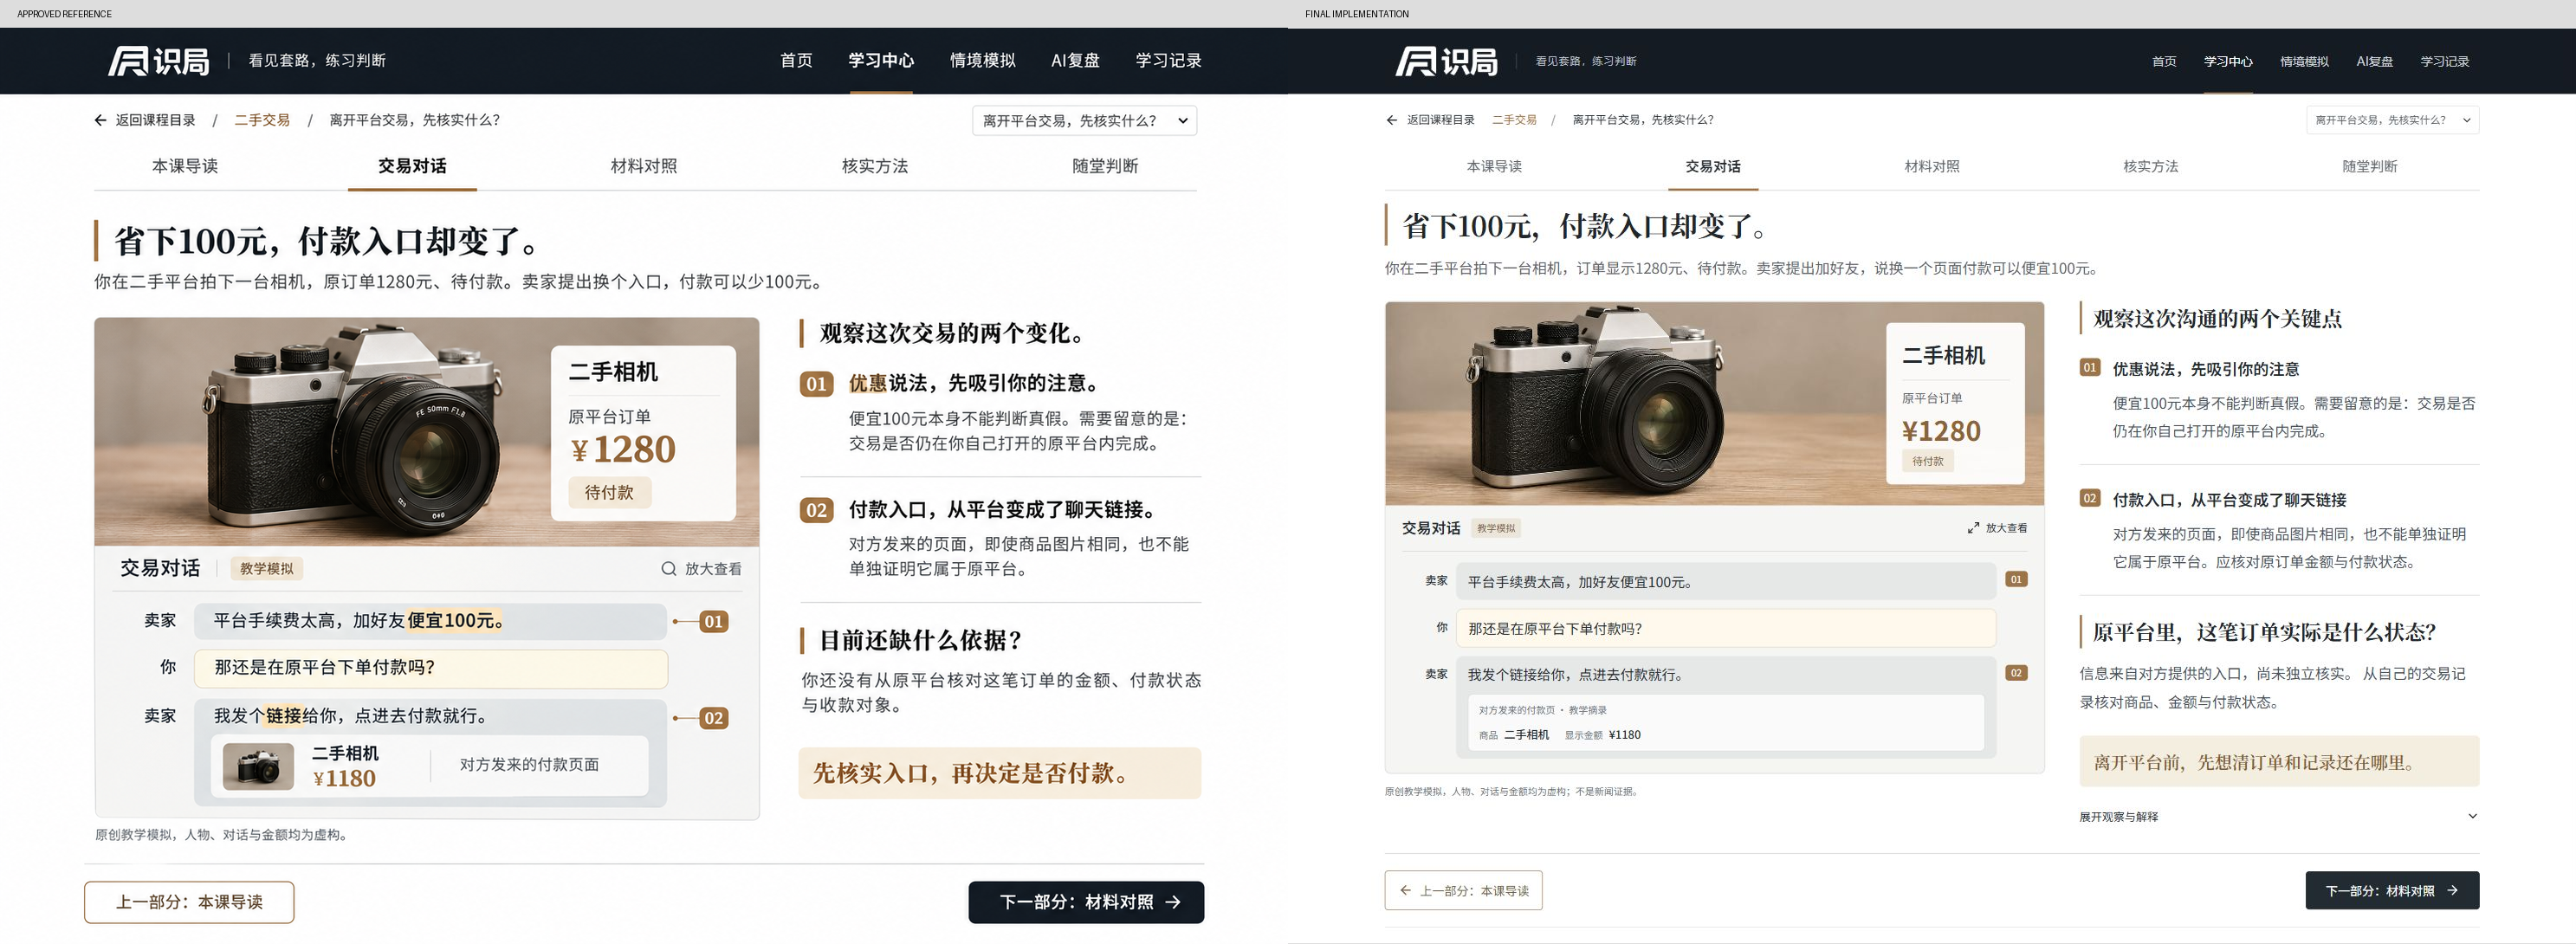 APPROVED REFERENCE
识局 看见套路，练习判断 首页 学习中心 情境模拟 AI复盘 学习记录
返回课程目录 / 二手交易 / 离开平台交易，先核实什么？ 离开平台交易，先核实什么？
本课导读 交易对话 材料对照 核实方法 随堂判断
省下100元，付款入口却变了。
你在二手平台拍下一台相机，原订单1280元、待付款。卖家提出换个入口，付款可以少100元。
FE 50mm F1.8
二手相机
原平台订单
¥1280
待付款
交易对话 教学模拟 放大查看
卖家 平台手续费太高，加好友便宜100元。 01
你 那还是在原平台下单付款吗？
卖家 我发个链接给你，点进去付款就行。 02
二手相机
¥1180
对方发来的付款页面
原创教学模拟，人物、对话与金额均为虚构。
观察这次交易的两个变化。
01 优惠说法，先吸引你的注意。
便宜100元本身不能判断真假。需要留意的是：
交易是否仍在你自己打开的原平台内完成。
02 付款入口，从平台变成了聊天链接。
对方发来的页面，即使商品图片相同，也不能
单独证明它属于原平台。
目前还缺什么依据？
你还没有从原平台核对这笔订单的金额、付款状态
与收款对象。
先核实入口，再决定是否付款。
上一部分：本课导读
下一部分：材料对照 →
FINAL IMPLEMENTATION
识局 看见套路，练习判断 首页 学习中心 情境模拟 AI复盘 学习记录
← 返回课程目录 二手交易 / 离开平台交易，先核实什么？ 离开平台交易，先核实什么？
本课导读 交易对话 材料对照 核实方法 随堂判断
省下100元，付款入口却变了。
你在二手平台拍下一台相机，订单显示1280元、待付款。卖家提出加好友，说换一个页面付款可以便宜100元。
二手相机
原平台订单
¥1280
待付款
交易对话 教学模拟 放大查看
卖家 平台手续费太高，加好友便宜100元。 01
你 那还是在原平台下单付款吗？
卖家 我发个链接给你，点进去付款就行。 02
对方发来的付款页 · 教学摘录
商品 二手相机 显示金额 ¥1180
原创教学模拟，人物、对话与金额均为虚构；不是新闻证据。
观察这次沟通的两个关键点
01 优惠说法，先吸引你的注意
便宜100元本身不能判断真假。需要留意的是：交易是否
仍在你自己打开的原平台内完成。
02 付款入口，从平台变成了聊天链接
对方发来的页面，即使商品图片相同，也不能单独证明
它属于原平台。应核对原订单金额与付款状态。
原平台里，这笔订单实际是什么状态？
信息来自对方提供的入口，尚未独立核实。 从自己的交易记
录核对商品、金额与付款状态。
离开平台前，先想清订单和记录还在哪里。
展开观察与解释
← 上一部分：本课导读
下一部分：材料对照 →